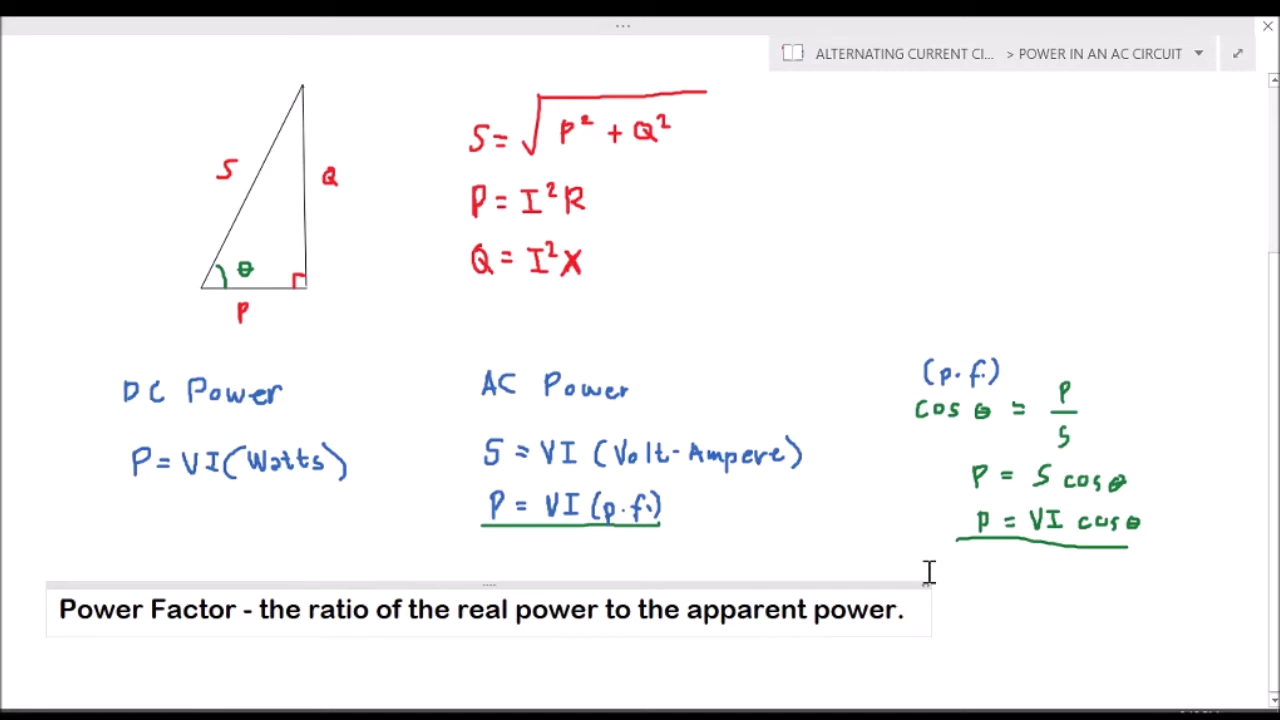 ALTERNATING CURRENT CI... > POWER IN AN AC CIRCUIT
S
Q
θ
P
S = √P² + Q²
P = I²R
Q = I²X
DC Power
P = VI (Watts)
AC Power
S = VI (Volt-Ampere)
P = VI (p.f.)
(p.f.)
cos θ = P/S
P = S cos θ
P = VI cos θ
Power Factor - the ratio of the real power to the apparent power.